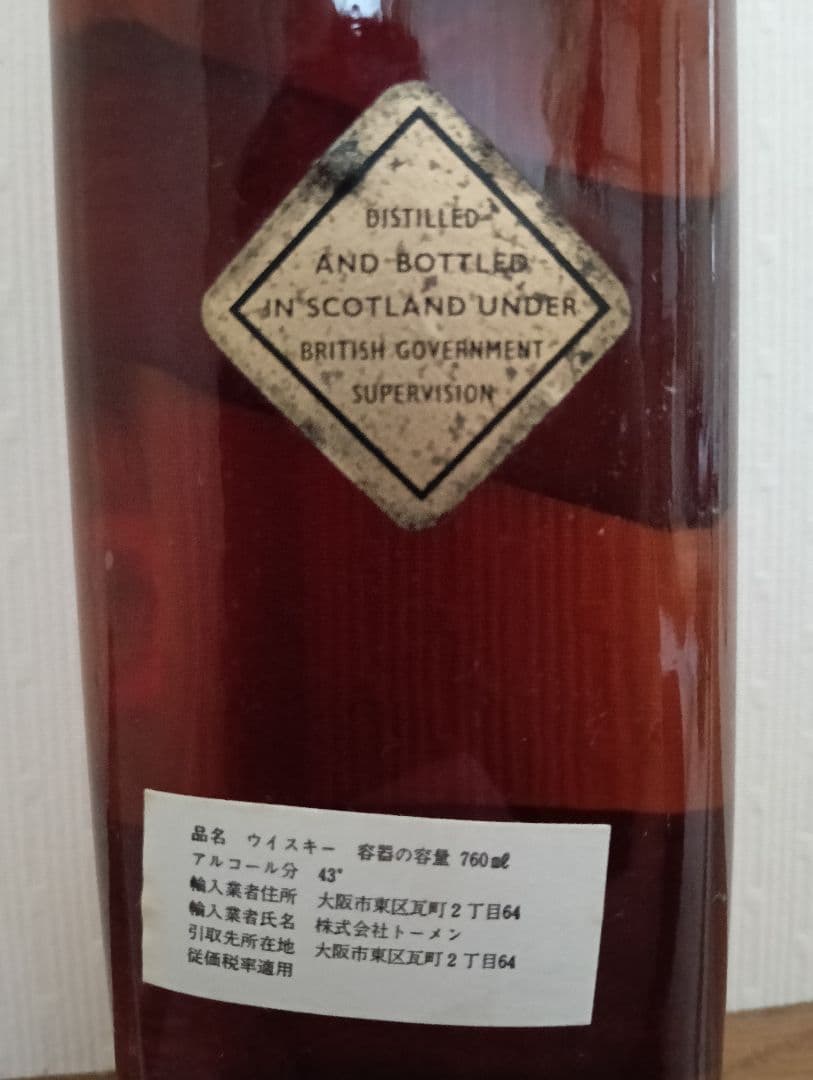 DISTILLED
AND BOTTLED
IN SCOTLAND UNDER
BRITISH GOVERNMENT
SUPERVISION
品名 ウイスキー 容器の容量 760㎖
アルコール分 43°
輸入業者住所 大阪市東区瓦町2丁目64
輸入業者氏名 株式会社トーメン
引取先所在地 大阪市東区瓦町2丁目64
従価税率適用